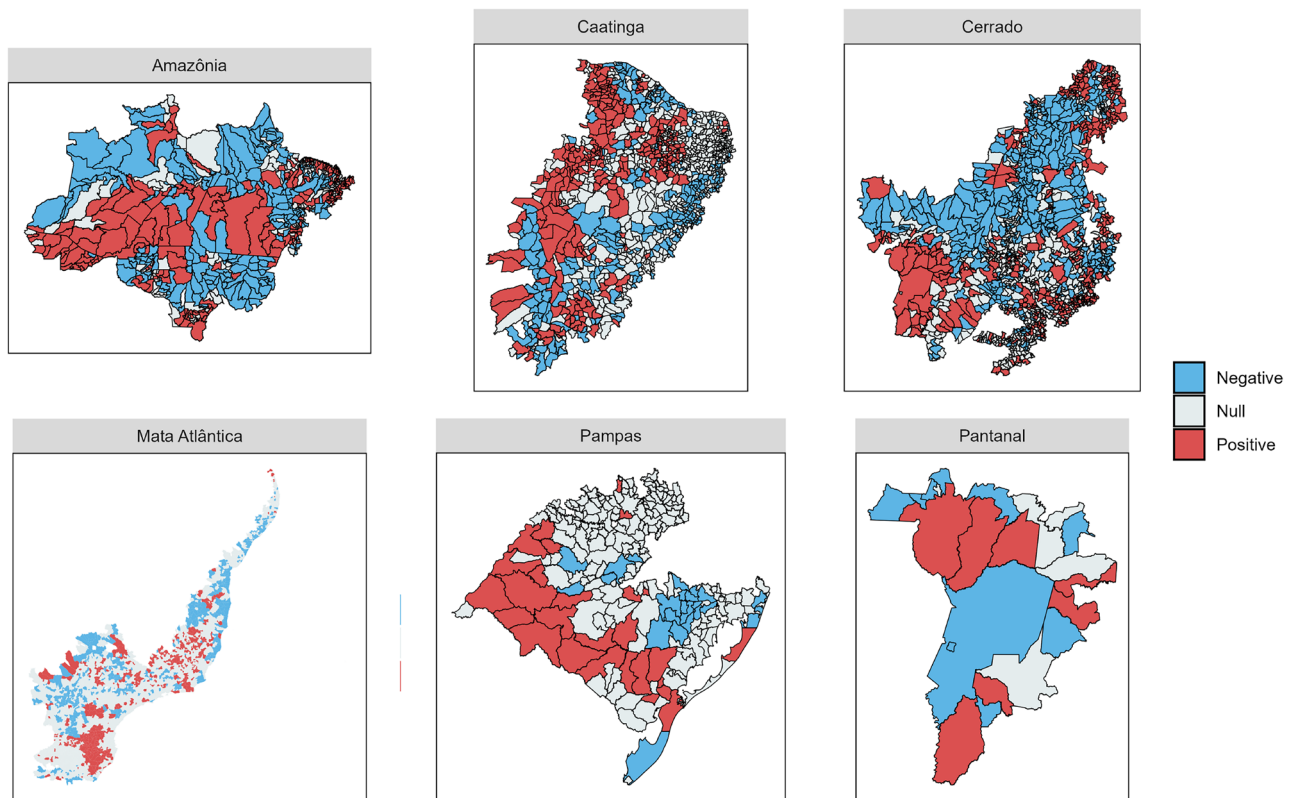 Amazônia
Caatinga
Cerrado
Negative
Null
Positive
Mata Atlântica
Pampas
Pantanal